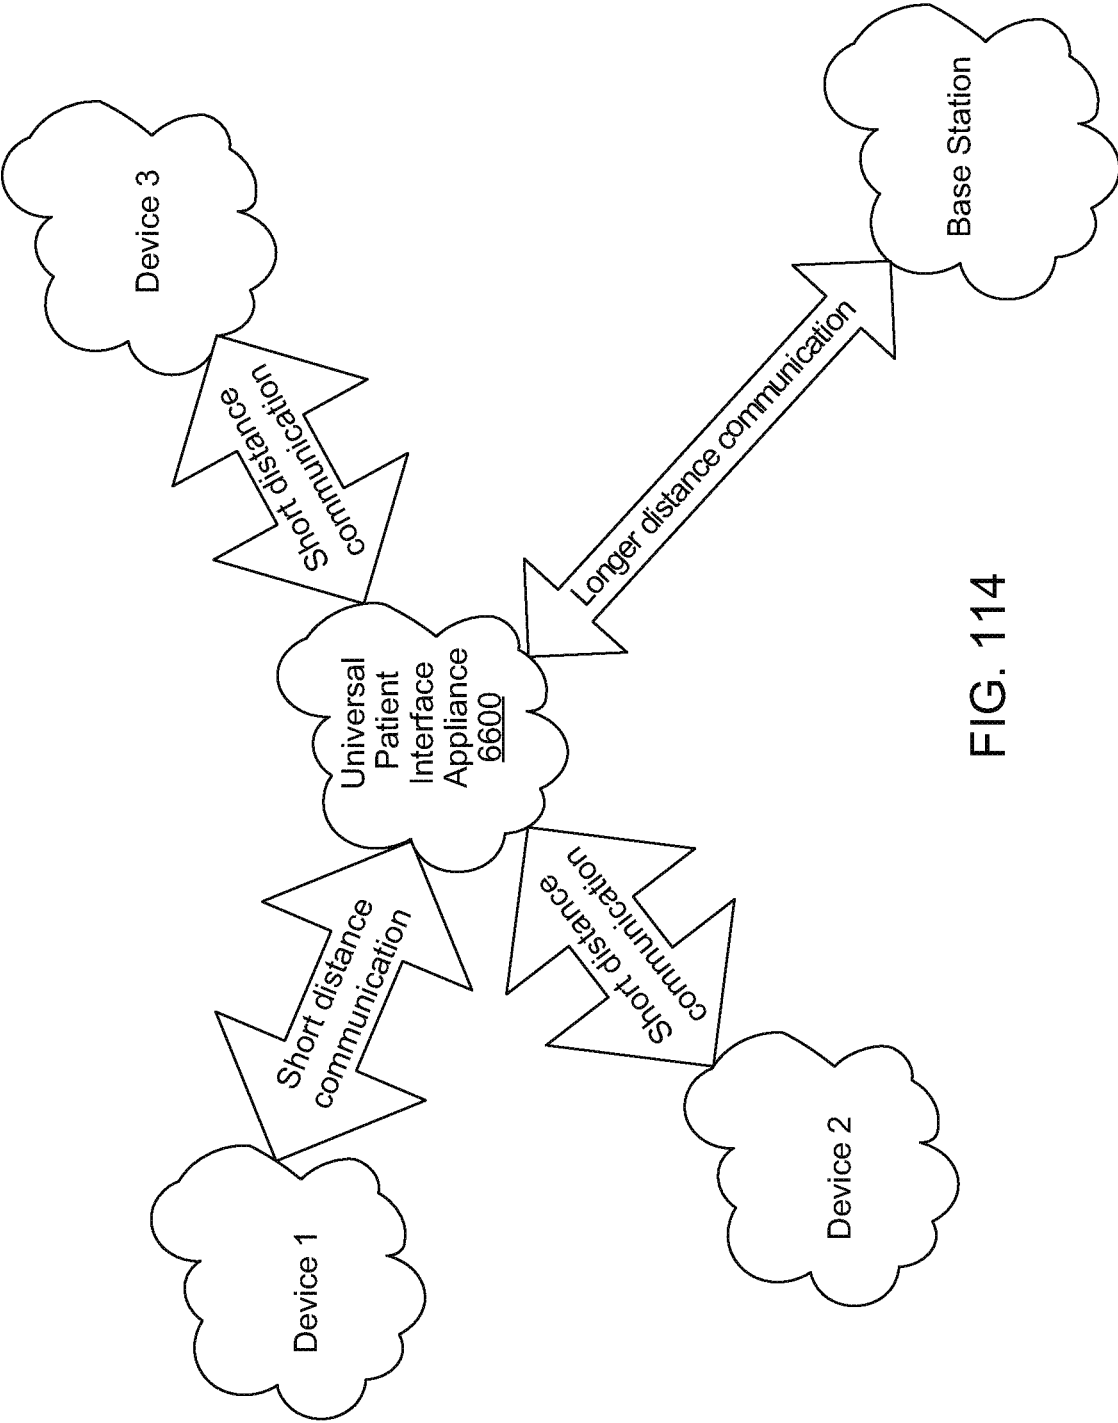 Device 1
Short distance
communication
Universal
Patient
Interface
Appliance
6600
Short distance
communication
Device 3
Device 2
Short distance
communication
Longer distance communication
Base Station
FIG. 114